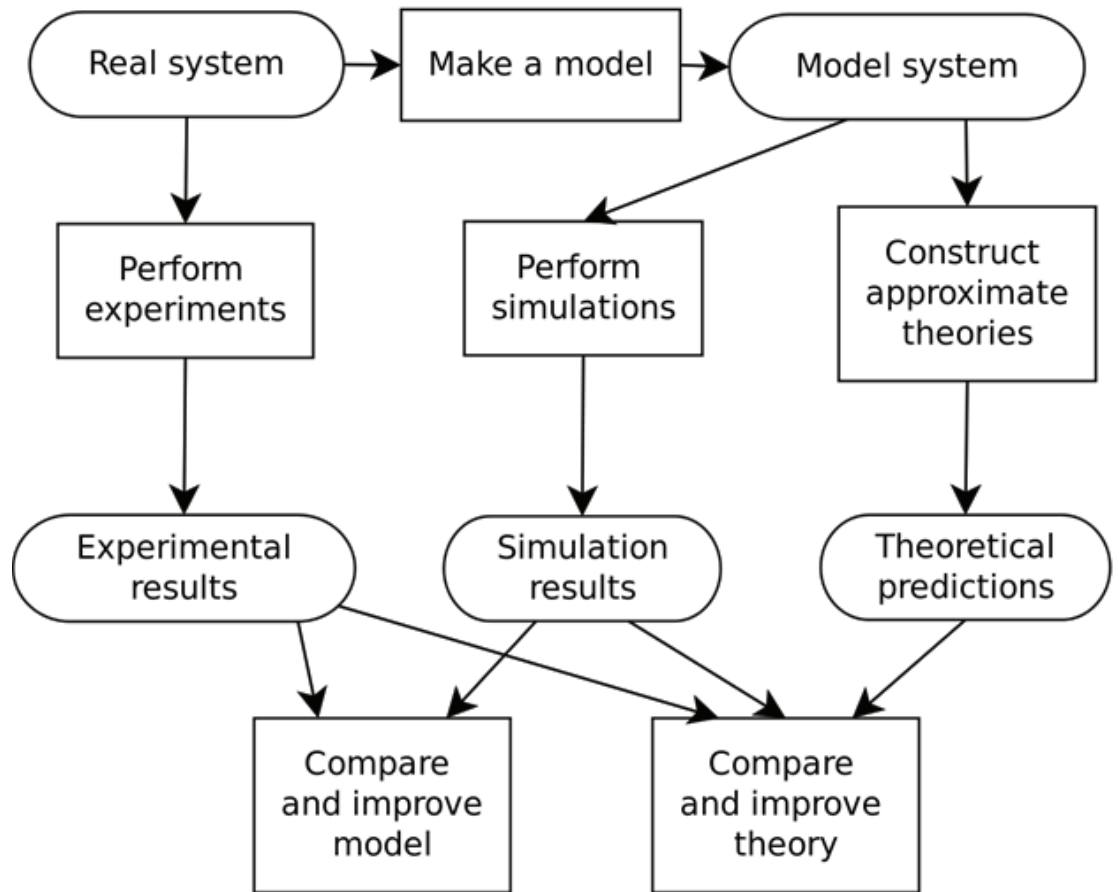 Real system
Make a model
Model system
Perform
experiments
Perform
simulations
Construct
approximate
theories
Experimental
results
Simulation
results
Theoretical
predictions
Compare
and improve
model
Compare
and improve
theory